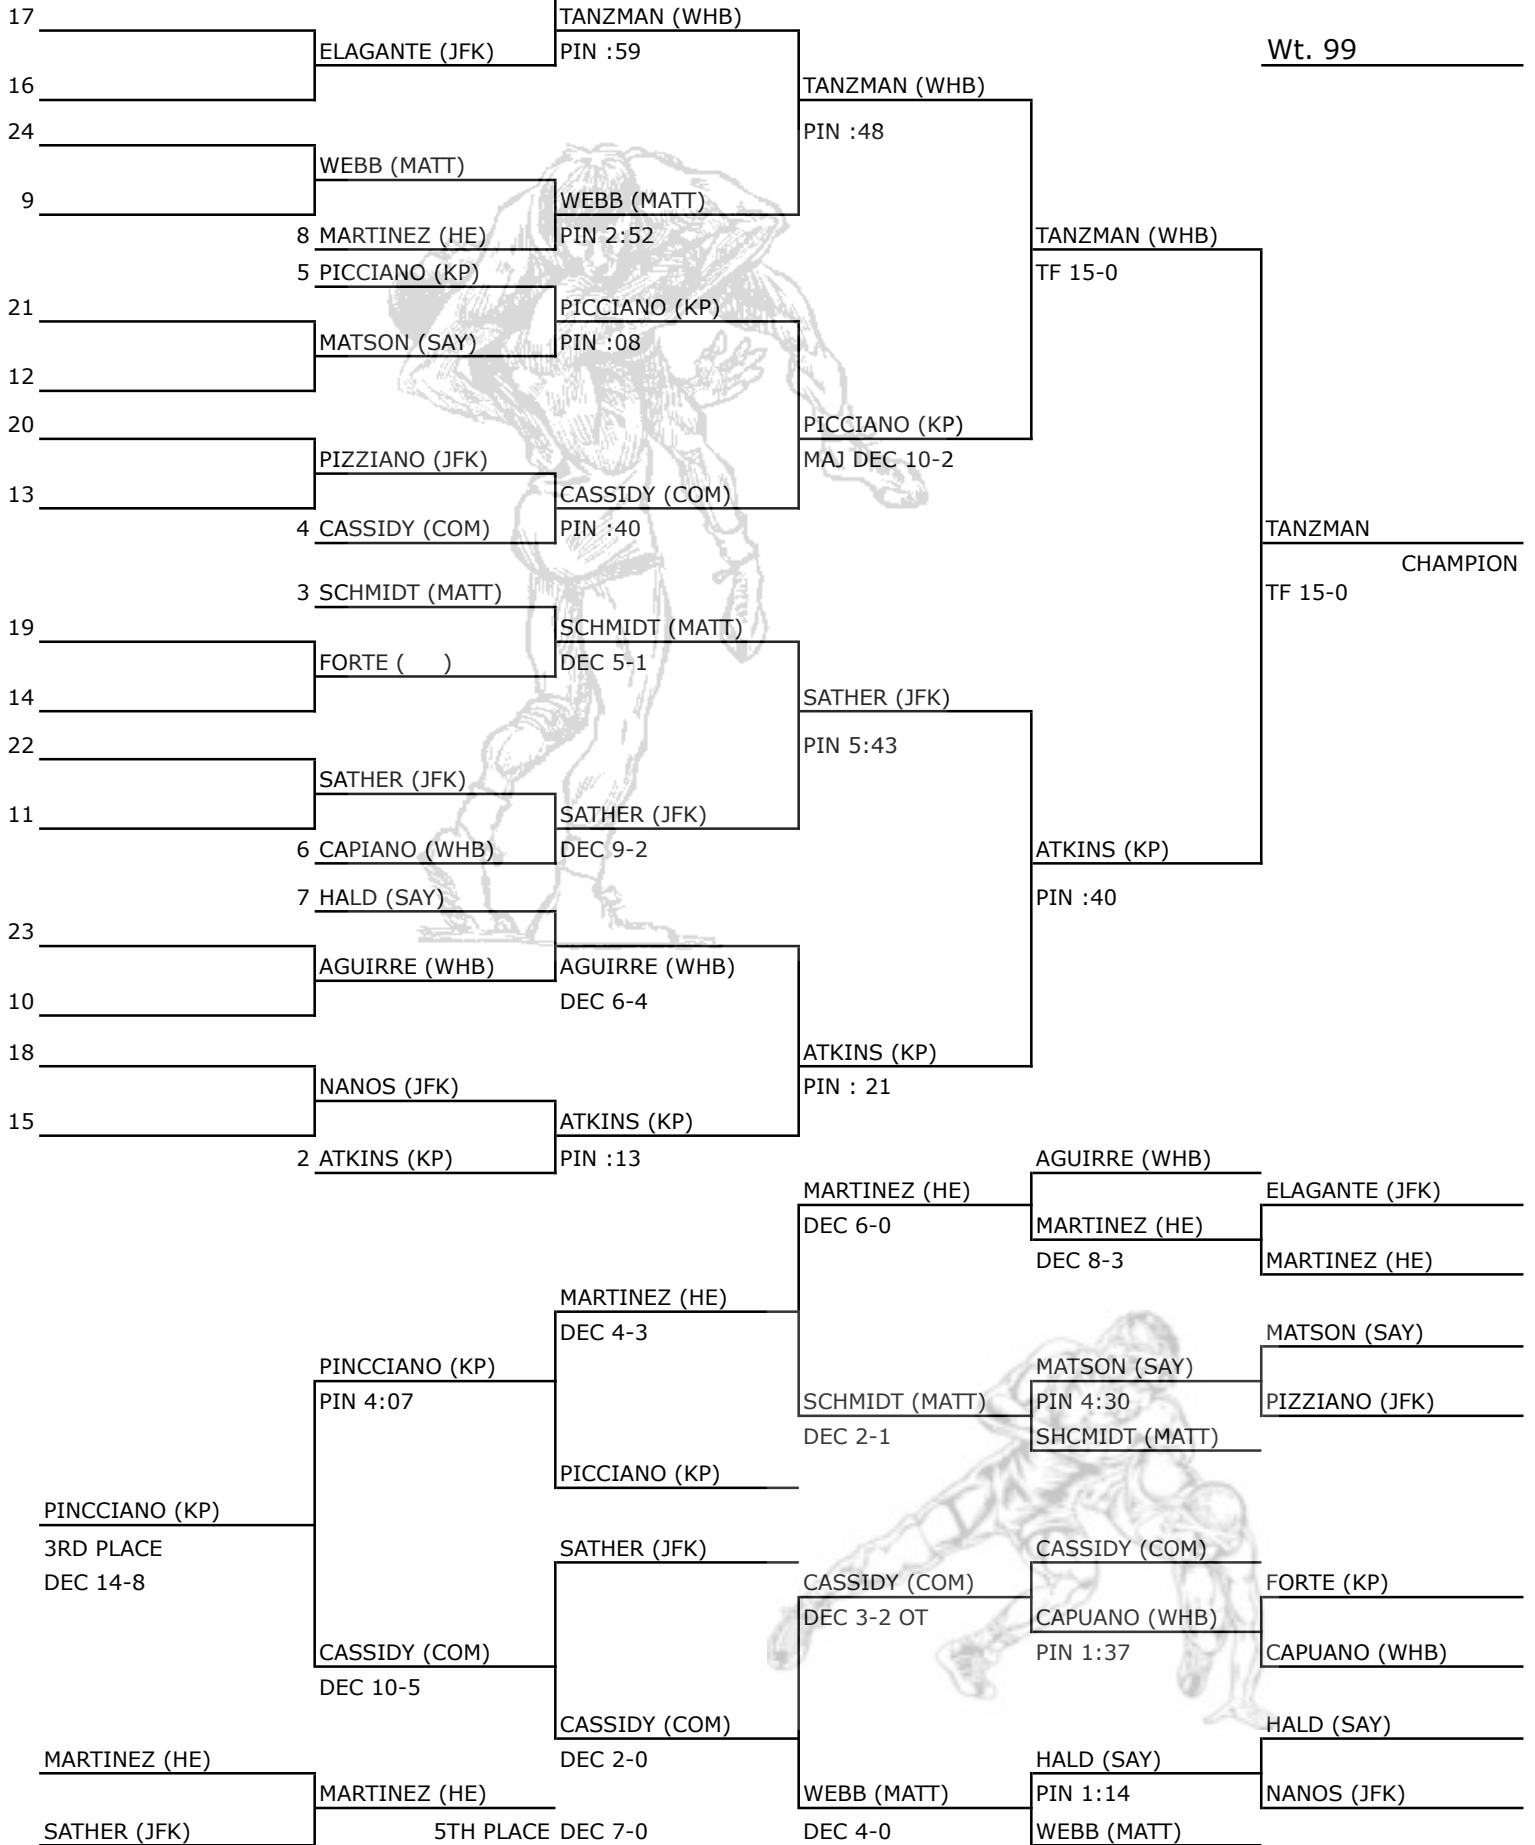 17
TANZMAN (WHB)
ELAGANTE (JFK)
PIN :59
Wt. 99
16
TANZMAN (WHB)
24
PIN :48
WEBB (MATT)
9
WEBB (MATT)
8 MARTINEZ (HE)
PIN 2:52
TANZMAN (WHB)
5 PICCIANO (KP)
TF 15-0
21
PICCIANO (KP)
MATSON (SAY)
PIN :08
12
20
PICCIANO (KP)
PIZZIANO (JFK)
MAJ DEC 10-2
13
CASSIDY (COM)
4 CASSIDY (COM)
PIN :40
TANZMAN
CHAMPION
3 SCHMIDT (MATT)
TF 15-0
19
SCHMIDT (MATT)
FORTE ( )
DEC 5-1
14
SATHER (JFK)
22
PIN 5:43
SATHER (JFK)
11
SATHER (JFK)
6 CAPIANO (WHB)
DEC 9-2
ATKINS (KP)
7 HALD (SAY)
PIN :40
23
AGUIRRE (WHB)
AGUIRRE (WHB)
10
DEC 6-4
18
ATKINS (KP)
NANOS (JFK)
PIN : 21
15
ATKINS (KP)
2 ATKINS (KP)
PIN :13
AGUIRRE (WHB)
MARTINEZ (HE)
ELAGANTE (JFK)
DEC 6-0
MARTINEZ (HE)
DEC 8-3
MARTINEZ (HE)
MARTINEZ (HE)
DEC 4-3
MATSON (SAY)
PINCCIANO (KP)
MATSON (SAY)
PIN 4:07
SCHMIDT (MATT)
PIN 4:30
PIZZIANO (JFK)
DEC 2-1
SHCMIDT (MATT)
PICCIANO (KP)
PINCCIANO (KP)
3RD PLACE
SATHER (JFK)
CASSIDY (COM)
DEC 14-8
CASSIDY (COM)
FORTE (KP)
DEC 3-2 OT
CAPUANO (WHB)
CASSIDY (COM)
PIN 1:37
CAPUANO (WHB)
DEC 10-5
CASSIDY (COM)
HALD (SAY)
MARTINEZ (HE)
DEC 2-0
HALD (SAY)
MARTINEZ (HE)
WEBB (MATT)
PIN 1:14
NANOS (JFK)
SATHER (JFK)
5TH PLACE DEC 7-0
DEC 4-0
WEBB (MATT)